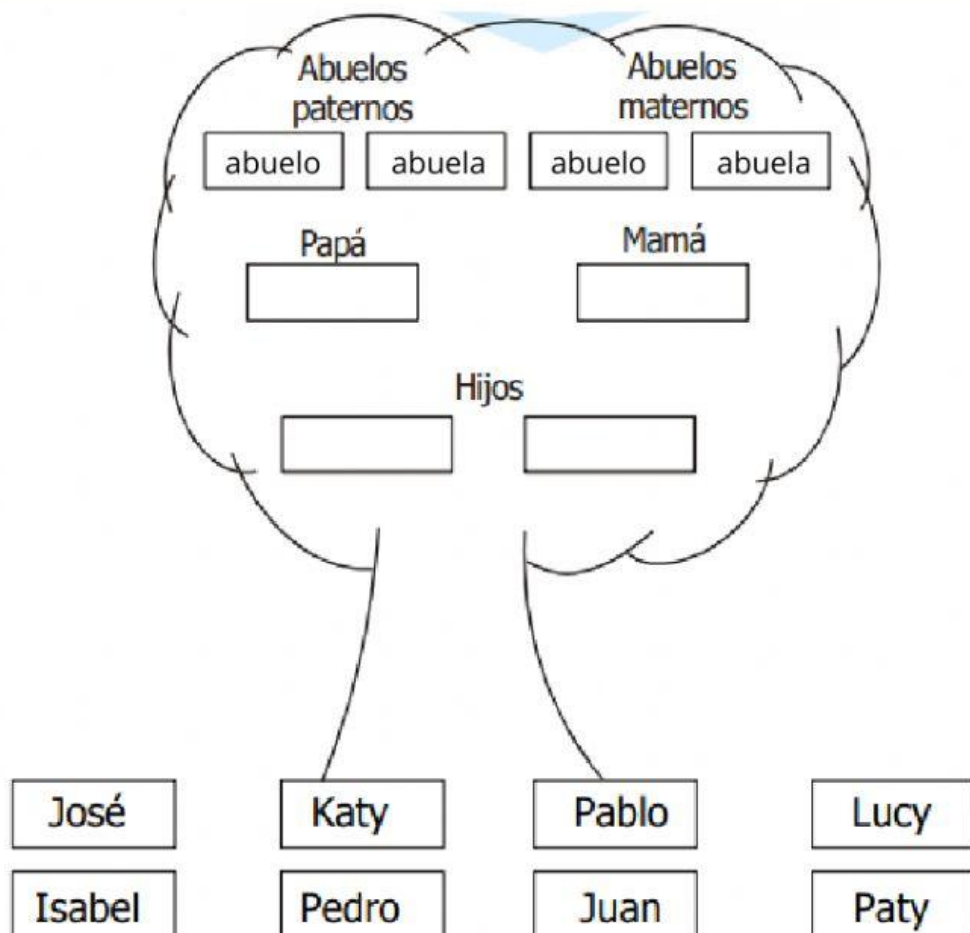 Abuelos Abuelos
paternos maternos
abuelo abuela abuelo abuela
Papá Mamá
Hijos
José Katy Pablo Lucy
Isabel Pedro Juan Paty